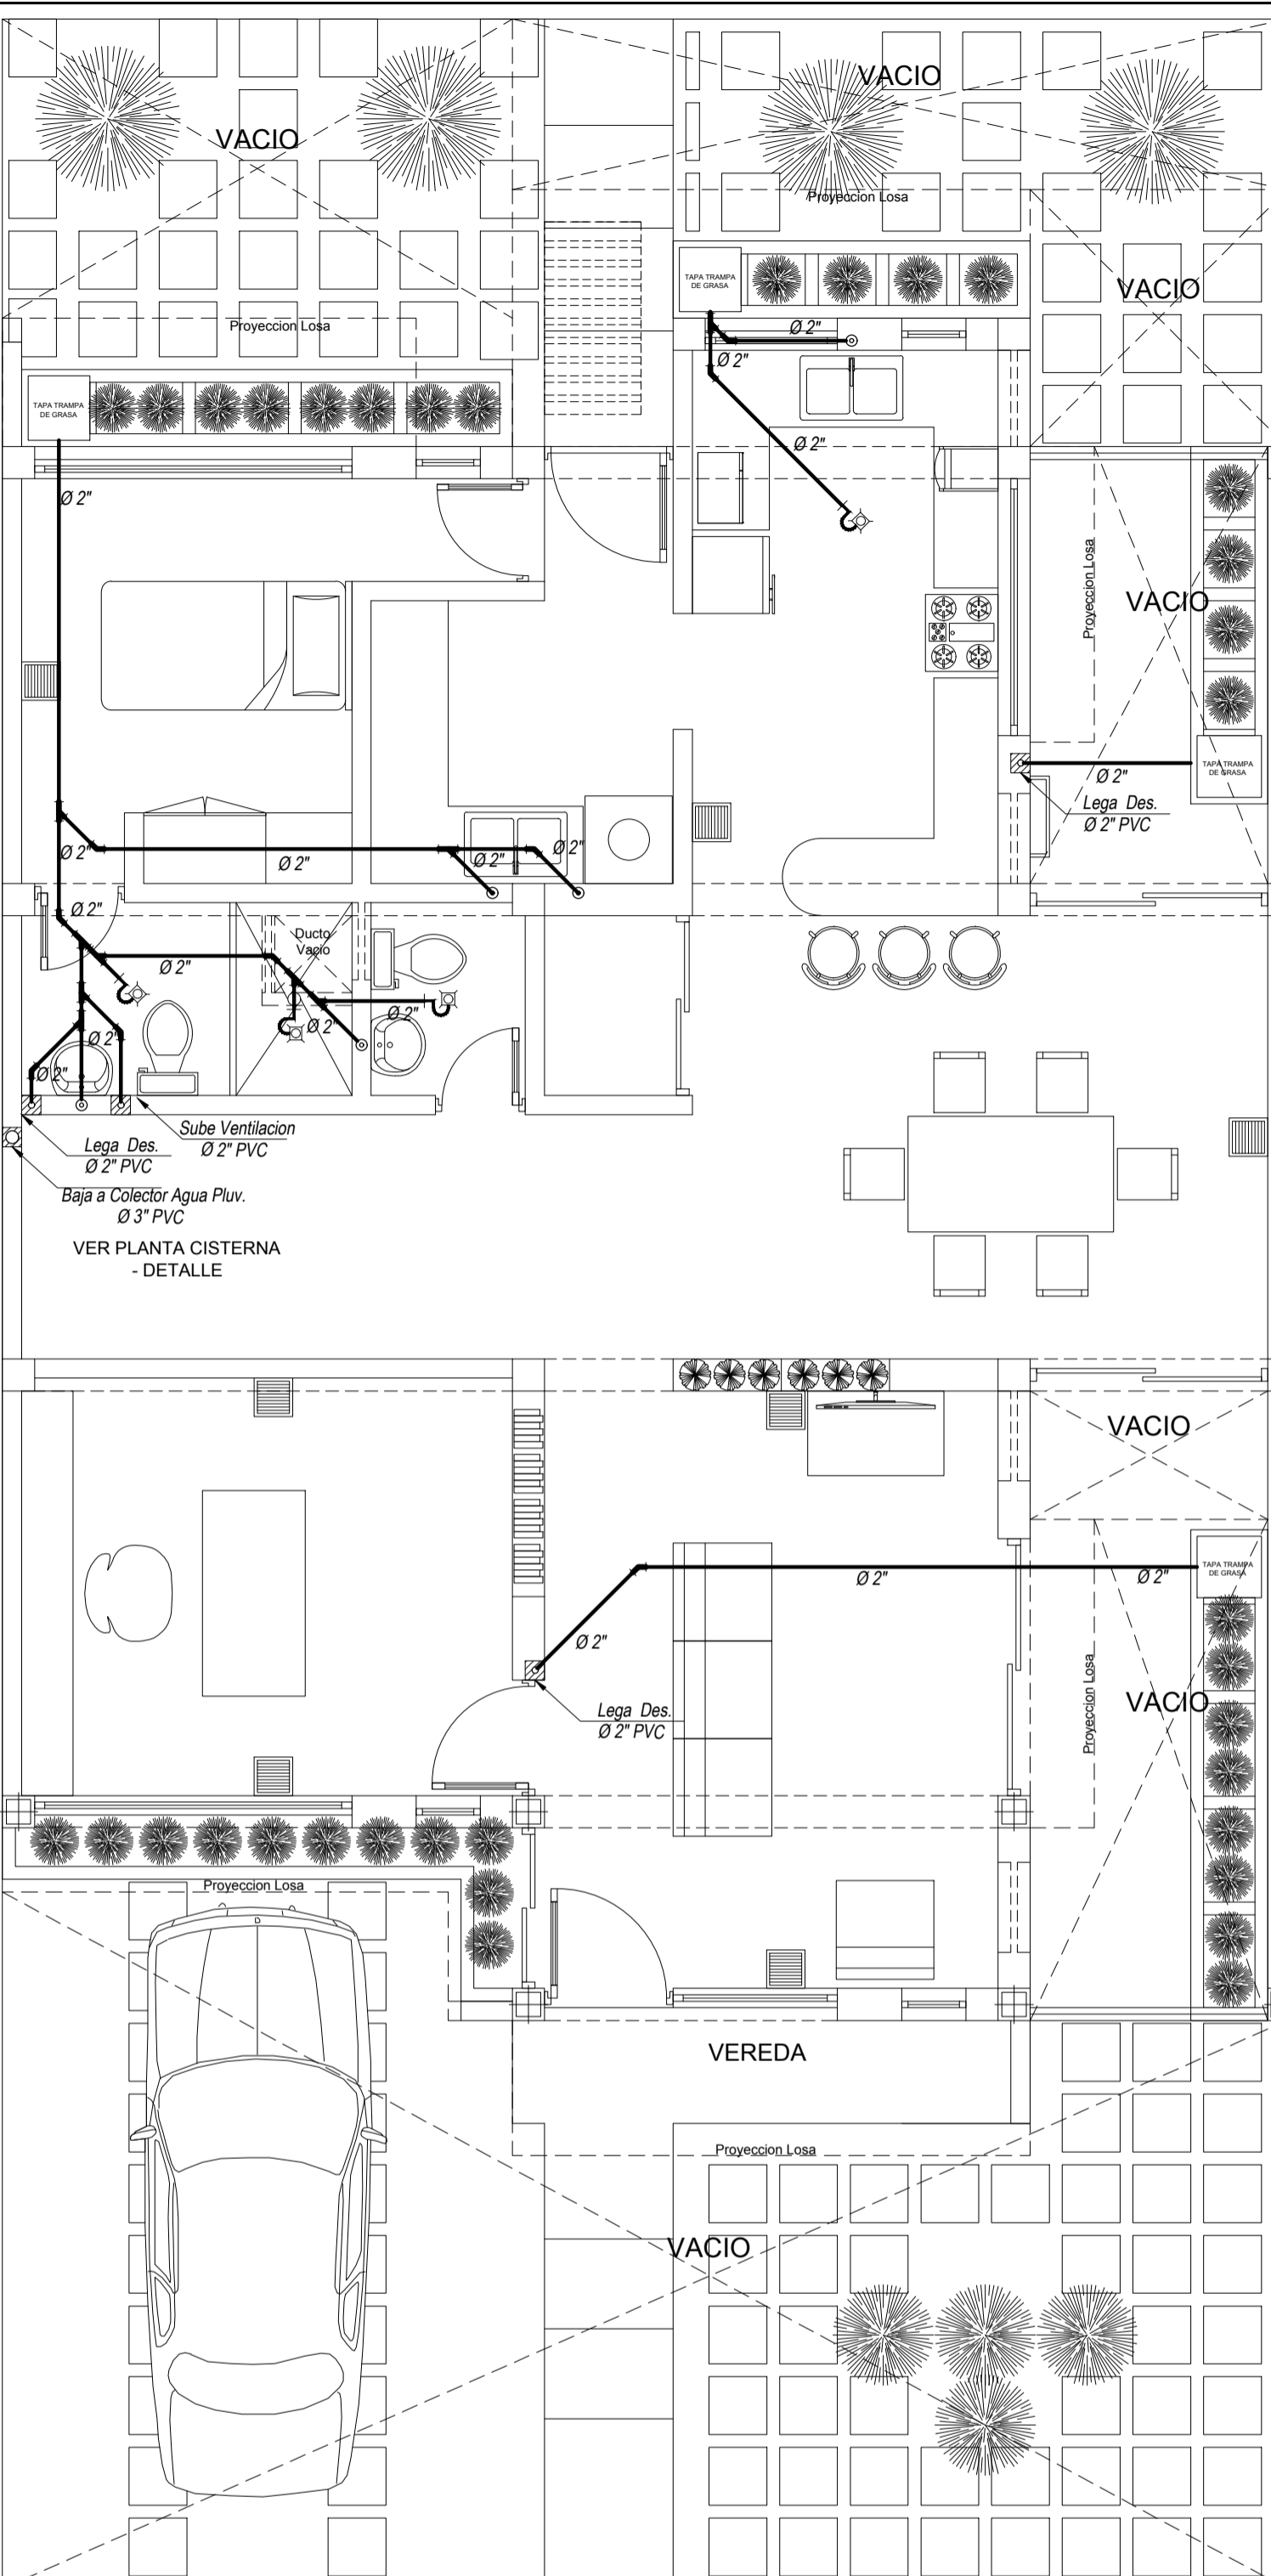 VACIO
VACIO
Proyeccion Losa
TAPA TRAMPA
DE GRASA
VACIO
Proyeccion Losa
Ø 2"
Ø 2"
TAPA TRAMPA
DE GRASA
Ø 2"
Ø 2"
Proyeccion Losa
VACIO
TAPA TRAMPA
DE GRASA
Ø 2"
Lega Des.
Ø 2" PVC
Ø 2"
Ø 2"
Ø 2"
Ø 2"
Ø 2"
Ducto
Vacio
Ø 2"
Ø 2"
Ø 2"
Ø 2"
Ø 2"
Sube Ventilacion
Ø 2" PVC
Lega Des.
Ø 2" PVC
Baja a Colector Agua Pluv.
Ø 3" PVC
VER PLANTA CISTERNA
- DETALLE
VACIO
TAPA TRAMPA
DE GRASA
Ø 2"
Ø 2"
Ø 2"
Proyeccion Losa
VACIO
Lega Des.
Ø 2" PVC
Proyeccion Losa
VEREDA
Proyeccion Losa
VACIO